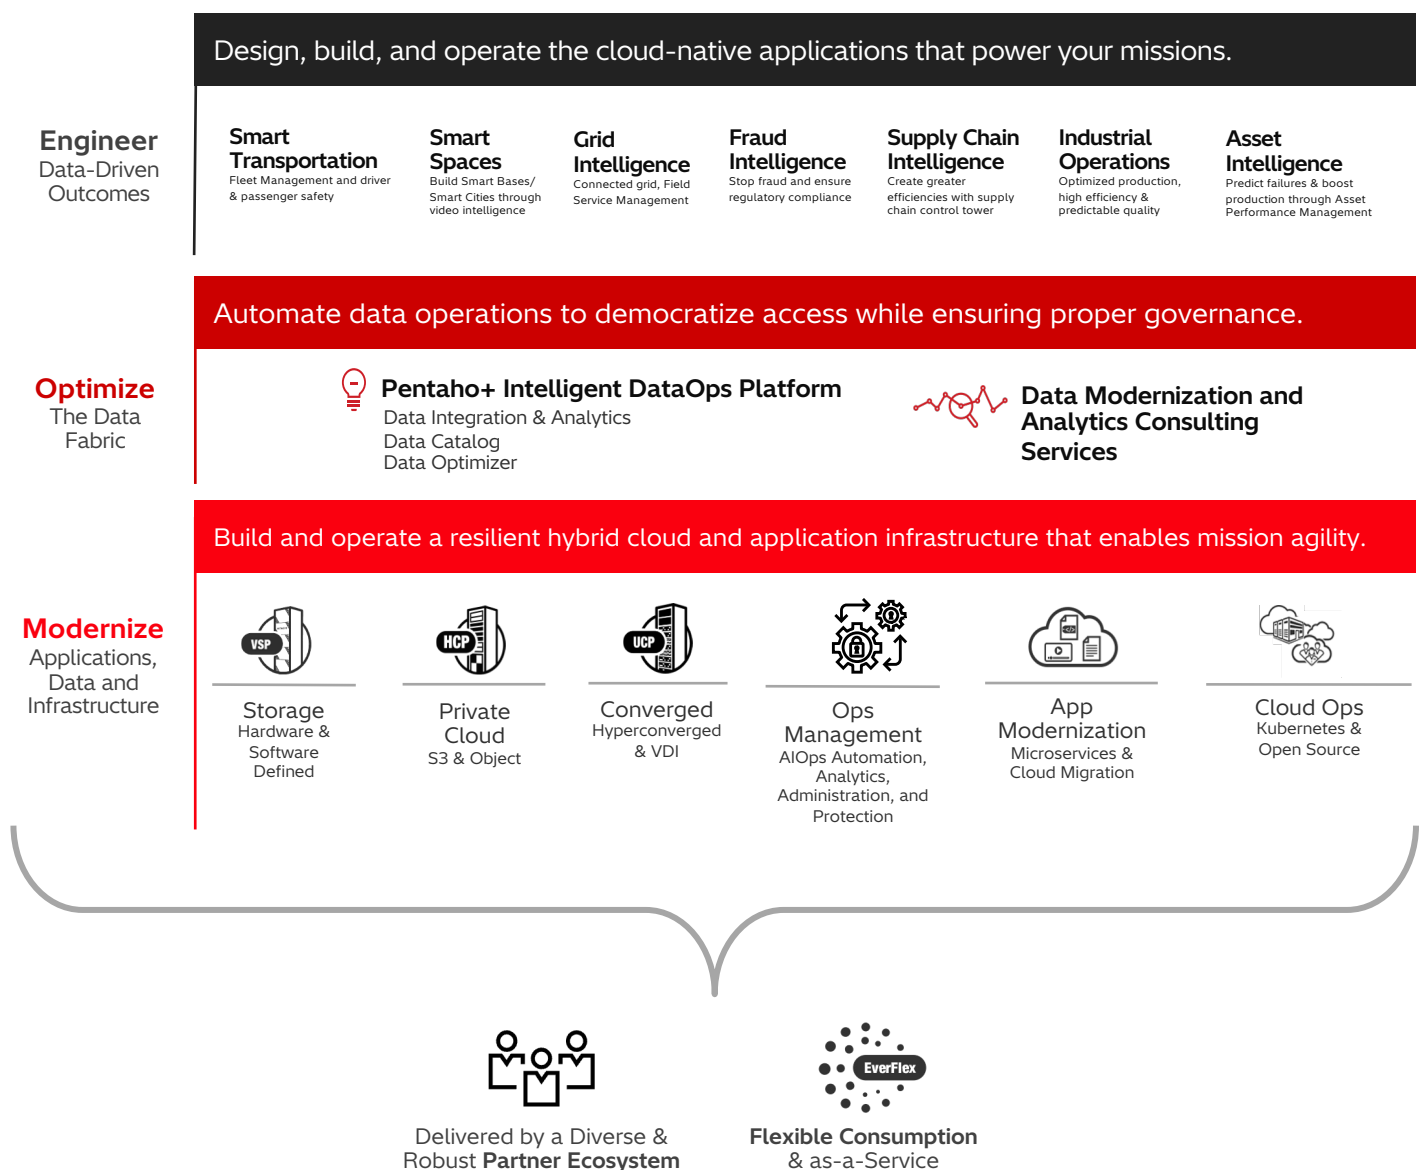 Design, build, and operate the cloud-native applications that power your missions.
Engineer
Data-Driven
Outcomes
Smart
Transportation
Fleet Management and driver
& passenger safety
Smart
Spaces
Build Smart Bases/
Smart Cities through
video intelligence
Grid
Intelligence
Connected grid, Field
Service Management
Fraud
Intelligence
Stop fraud and ensure
regulatory compliance
Supply Chain
Intelligence
Create greater
efficiencies with supply
chain control tower
Industrial
Operations
Optimized production,
high efficiency &
predictable quality
Asset
Intelligence
Predict failures & boost
production through Asset
Performance Management
Automate data operations to democratize access while ensuring proper governance.
Optimize
The Data
Fabric
Pentaho+ Intelligent DataOps Platform
Data Integration & Analytics
Data Catalog
Data Optimizer
Data Modernization and
Analytics Consulting
Services
Build and operate a resilient hybrid cloud and application infrastructure that enables mission agility.
Modernize
Applications,
Data and
Infrastructure
VSP
Storage
Hardware &
Software
Defined
HCP
Private
Cloud
S3 & Object
UCP
Converged
Hyperconverged
& VDI
Ops
Management
AIOps Automation,
Analytics,
Administration, and
Protection
App
Modernization
Microservices &
Cloud Migration
Cloud Ops
Kubernetes &
Open Source
Delivered by a Diverse &
Robust Partner Ecosystem
EverFlex
Flexible Consumption
& as-a-Service